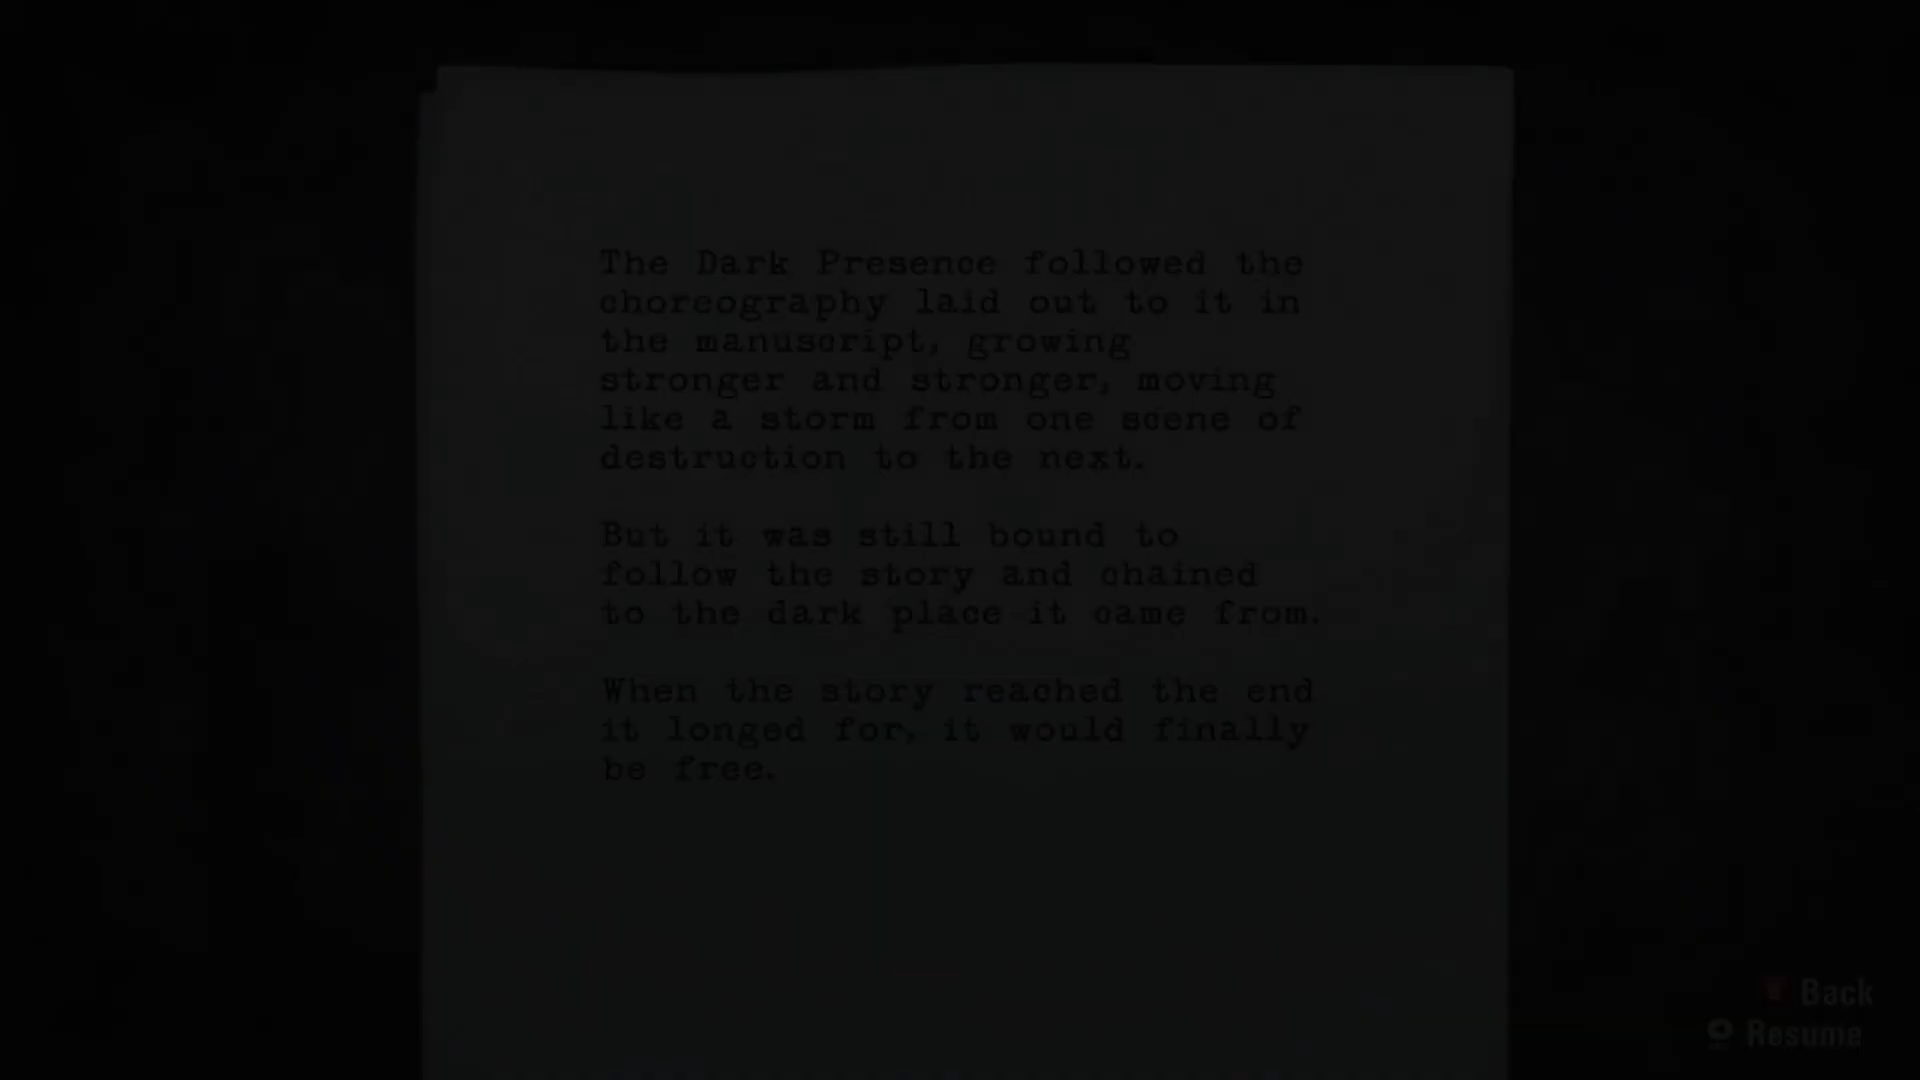 The Dark Presence followed the
choreography laid out to it in
the manuscript, growing
stronger and stronger, moving
like a storm from one scene of
destruction to the next.
But it was still bound to
follow the story and chained
to the dark place it came from.
When the story reached the end
it longed for, it would finally
be free.
Back
Resume